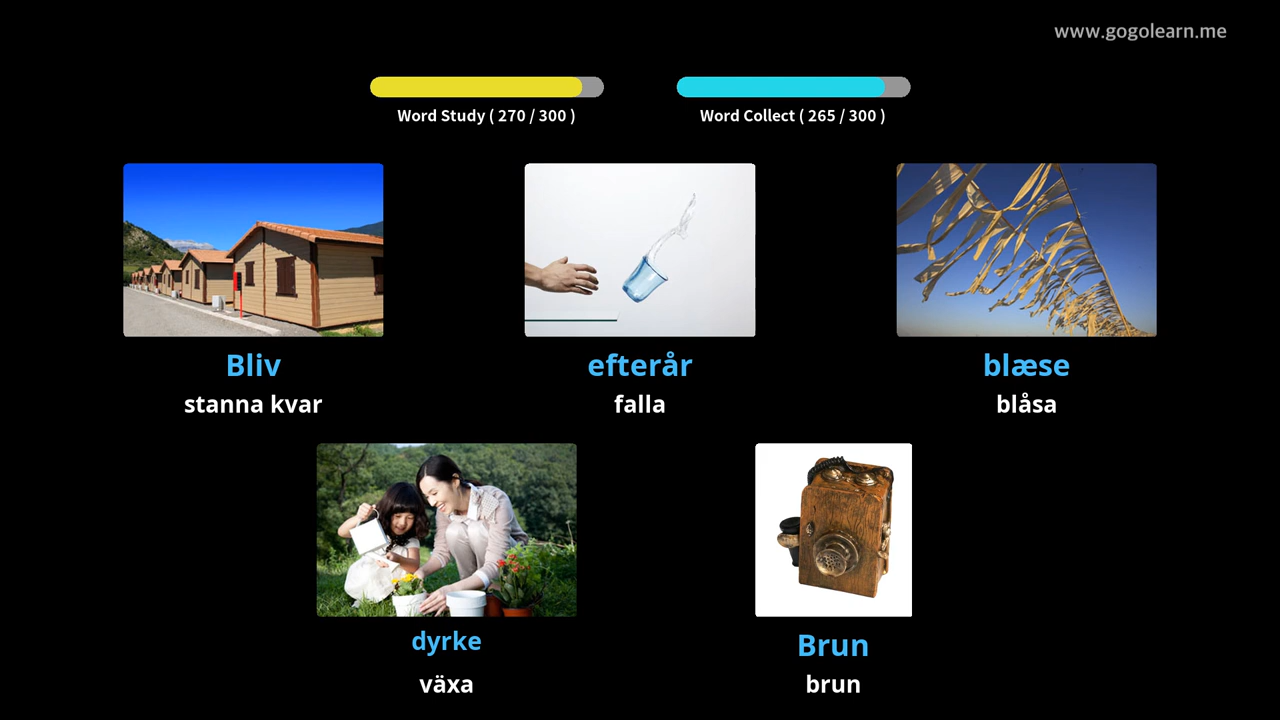 www.gogolearn.me
Word Study ( 270 / 300 )
Word Collect ( 265 / 300 )
Bliv
stanna kvar
efterår
falla
blæse
blåsa
dyrke
växa
Brun
brun